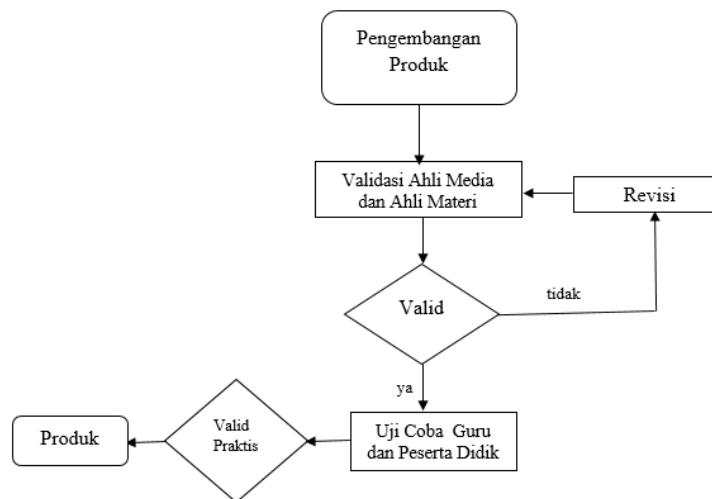 Pengembangan
Produk
Validasi Ahli Media
dan Ahli Materi
Revisi
Valid
tidak
ya
Uji Coba Guru
dan Peserta Didik
Valid
Praktis
Produk